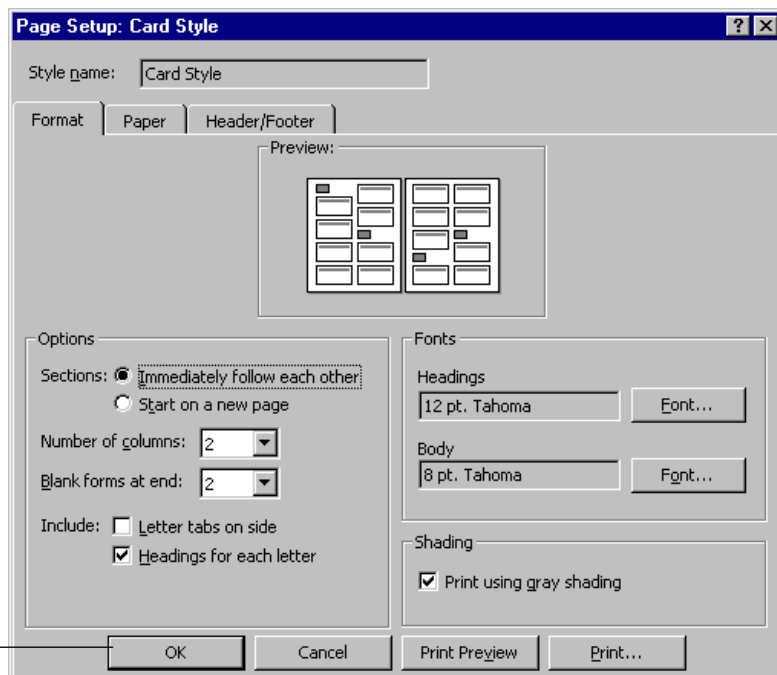 Page Setup: Card Style
Style name: Card Style
Format Paper Header/Footer
Preview:
Options
Sections: Immediately follow each other
Start on a new page
Number of columns: 2
Blank forms at end: 2
Include: Letter tabs on side
Headings for each letter
Fonts
Headings
12 pt. Tahoma Font...
Body
8 pt. Tahoma Font...
Shading
Print using gray shading
OK Cancel Print Preview Print...